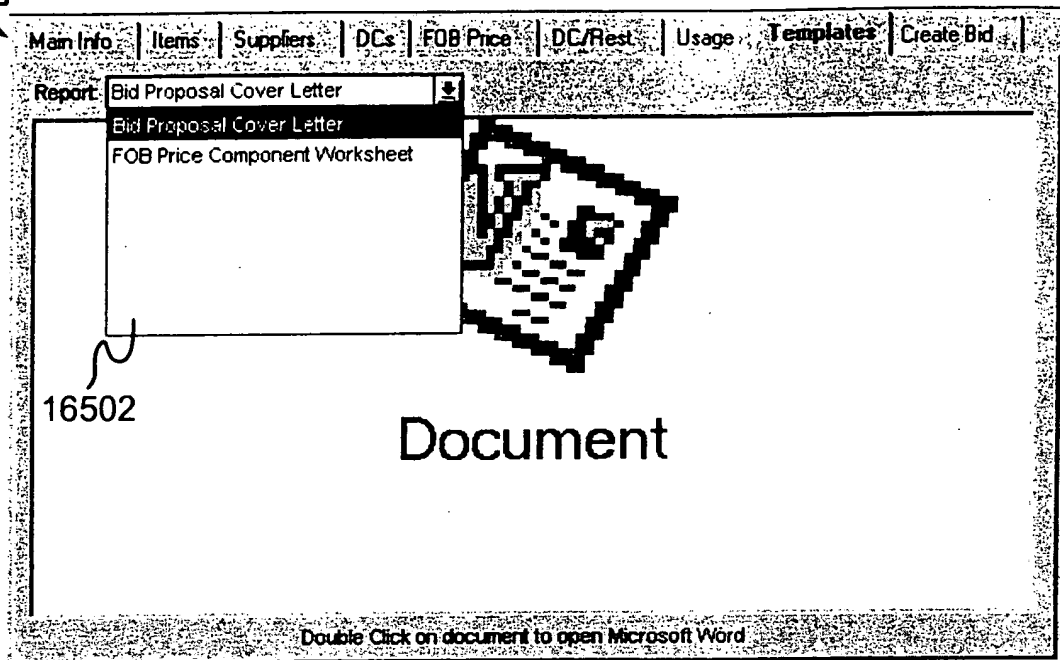 Main Info Items Suppliers DCs FOB Price DC/Rest. Usage Templates Create Bid
Report: Bid Proposal Cover Letter
Bid Proposal Cover Letter
FOB Price Component Worksheet
16502
Document
Double Click on document to open Microsoft Word